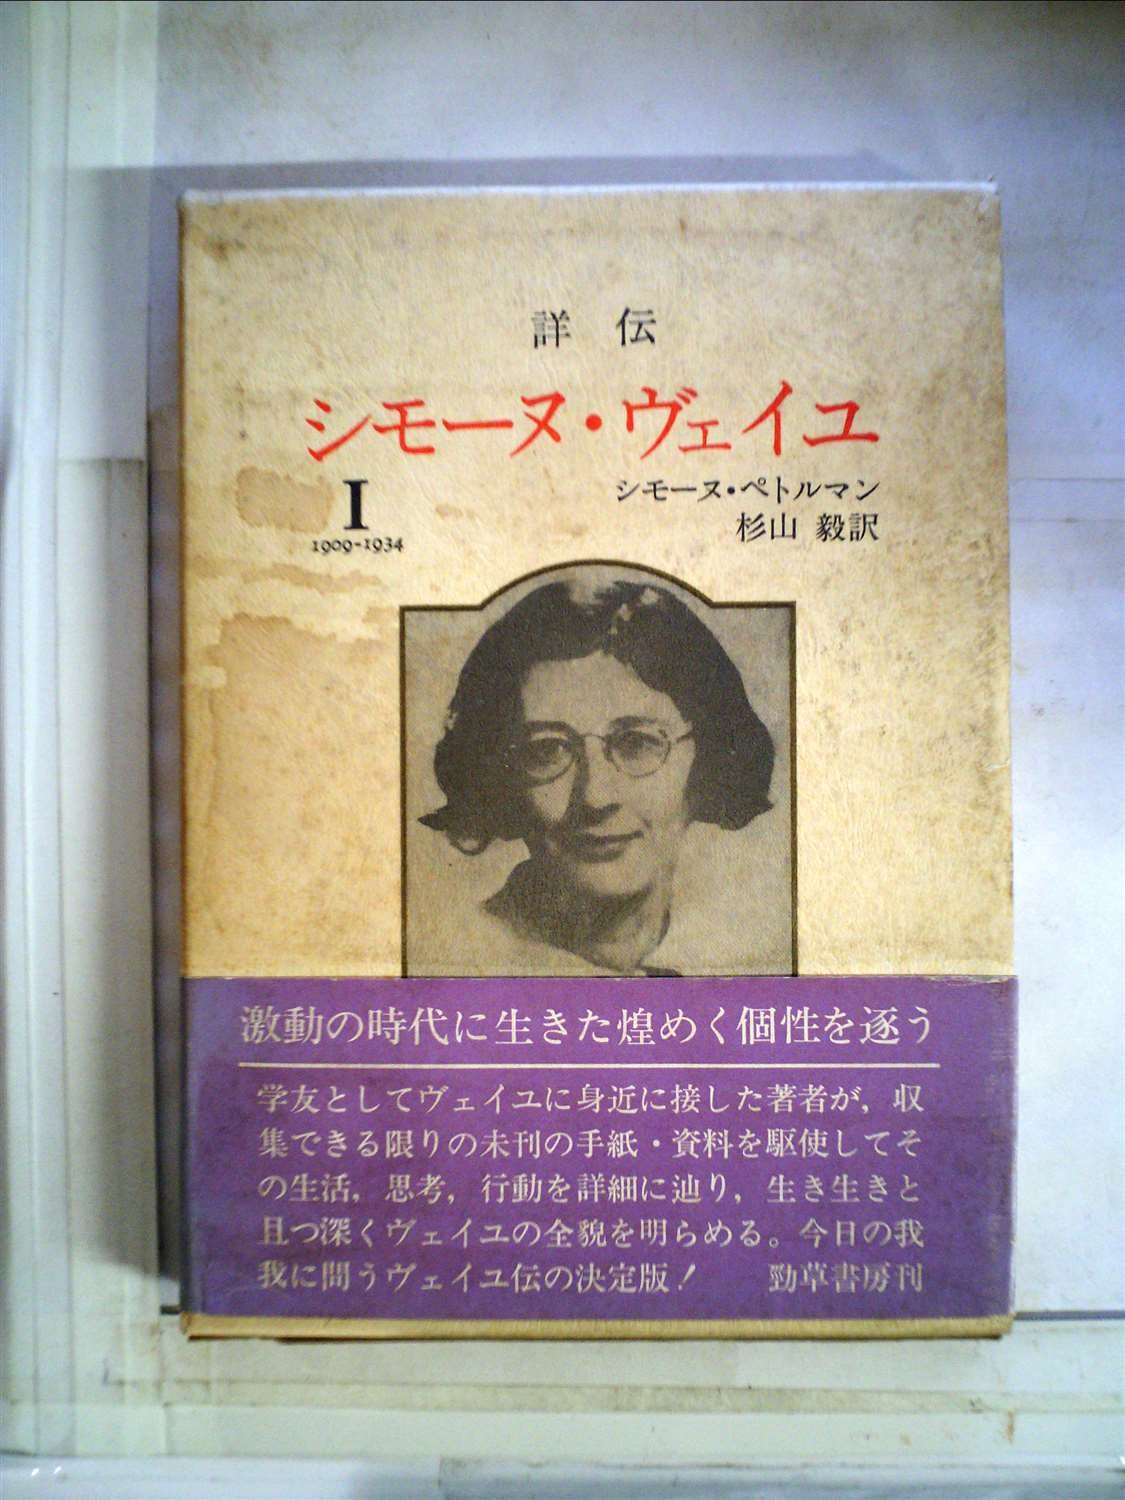 詳 伝
シモーヌ・ヴェイユ
I
1909-1934
シモーヌ・ペトルマン
杉山 毅訳
激動の時代に生きた煌めく個性を逐う
学友としてヴェイユに身近に接した著者が，収
集できる限りの未刊の手紙・資料を駆使してそ
の生活，思考，行動を詳細に辿り，生き生きと
且つ深くヴェイユの全貌を明らめる。今日の我
我に問うヴェイユ伝の決定版！ 勁草書房刊